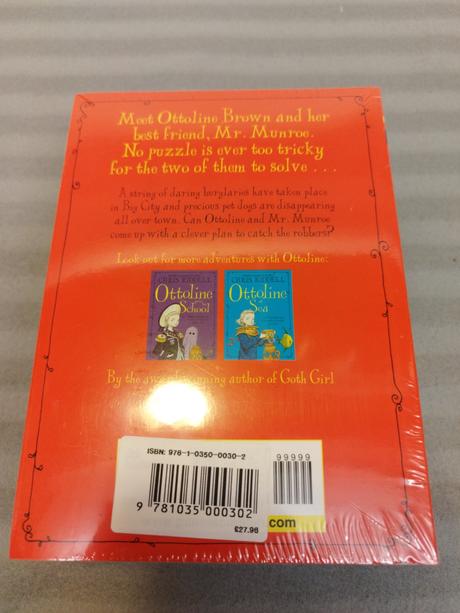 Meet Ottoline Brown and her
best friend, Mr. Munroe.
No puzzle is ever too tricky
for the two of them to solve . . .
A string of daring burglaries have taken place
in Big City and precious pet dogs are disappearing
all over town. Can Ottoline and Mr. Munroe
come up with a clever plan to catch the robbers?
Look out for more adventures with Ottoline:
CHRIS RIDDELL
Ottoline
School
CHRIS RIDDELL
Ottoline
Sea
By the award-winning author of Goth Girl
ISBN: 978-1-0350-0030-2
99999
9 781035 000302
£27.96
com